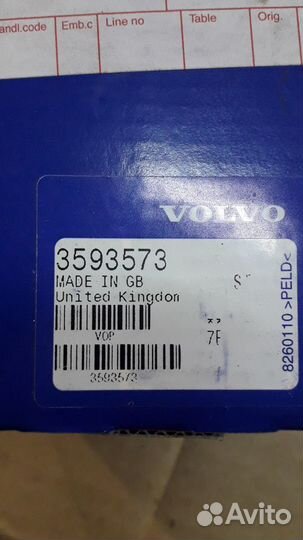 andl.code Emb.c Line no Table Orig.
VOLVO
3593573
MADE IN GB
United Kingdom
VOP
7F
3593573
8260110 >PELD<
Avito